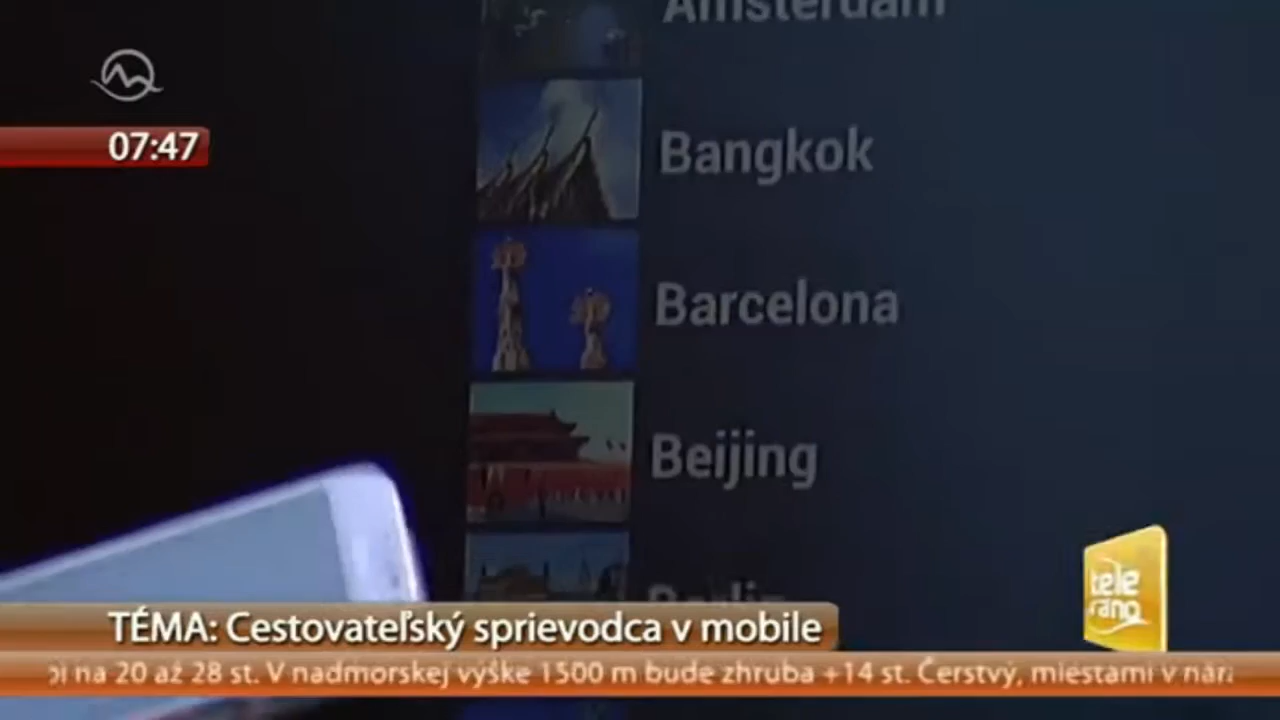 Amsterdam
07:47
Bangkok
Barcelona
Beijing
Berlin
TÉMA: Cestovateľský sprievodca v mobile
na 20 až 28 st. V nadmorskej výške 1500 m bude zhruba +14 st. Čerstvý, miestami v
tele
rano